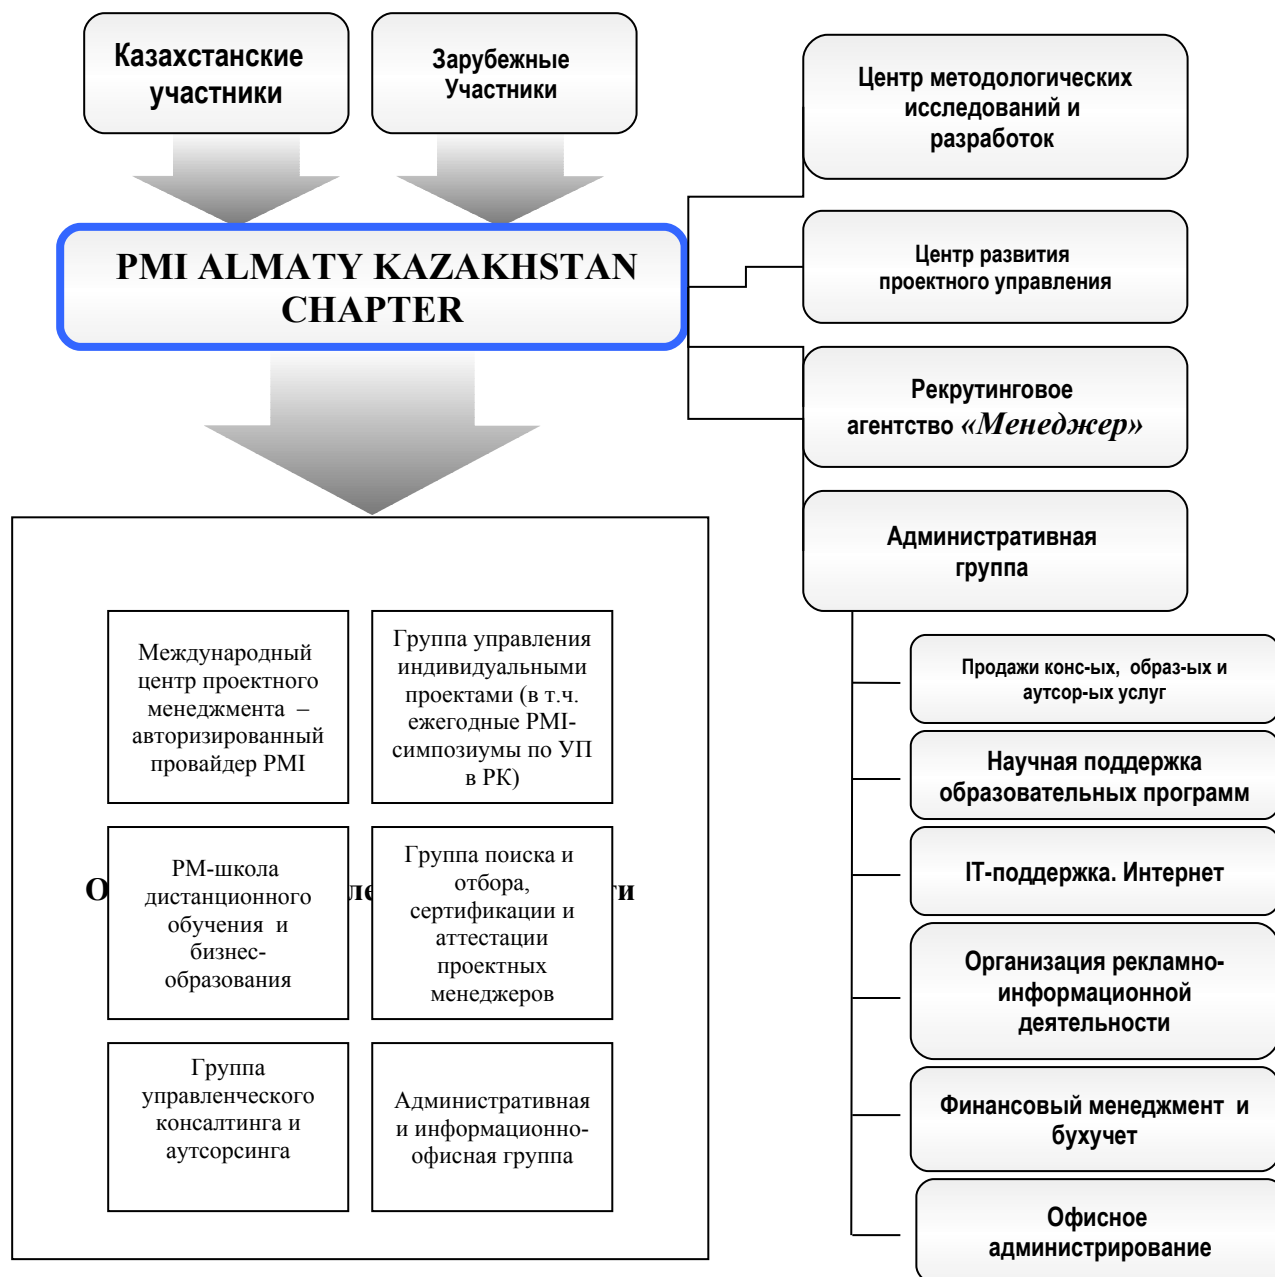 Казахстанские
участники
Зарубежные
Участники
PMI ALMATY KAZAKHSTAN
CHAPTER
Центр методологических
исследований и
разработок
Центр развития
проектного управления
Рекрутинговое
агентство «Менеджер»
Административная
группа
Продажи конс-ых, образ-ых и
аутсор-ых услуг
Научная поддержка
образовательных программ
IT-поддержка. Интернет
Организация рекламно-
информационной
деятельности
Финансовый менеджмент и
бухучет
Офисное
администрирование
Международный
центр проектного
менеджмента –
авторизированный
провайдер PMI
Группа управления
индивидуальными
проектами (в т.ч.
ежегодные PMI-
симпозиумы по УП
в РК)
РМ-школа
дистанционного
обучения и
бизнес-
образования
Группа поиска и
отбора,
сертификации и
аттестации
проектных
менеджеров
Группа
управленческого
консалтинга и
аутсорсинга
Административная
и информационно-
офисная группа